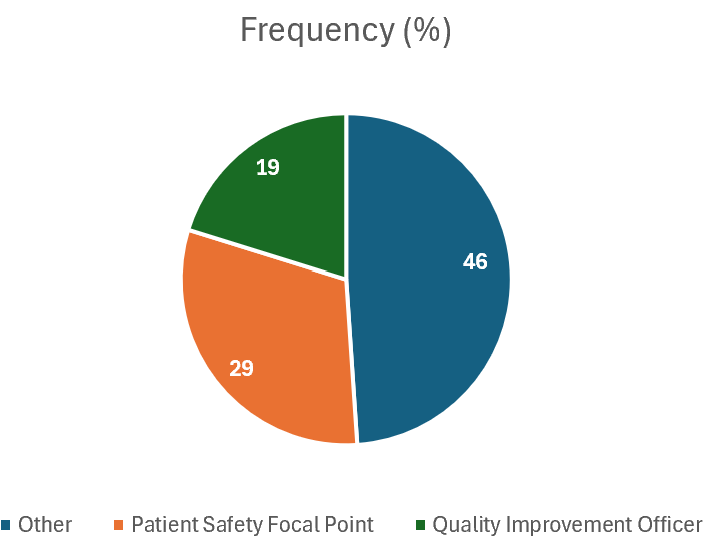 Frequency (%)
19
46
29
Other
Patient Safety Focal Point
Quality Improvement Officer